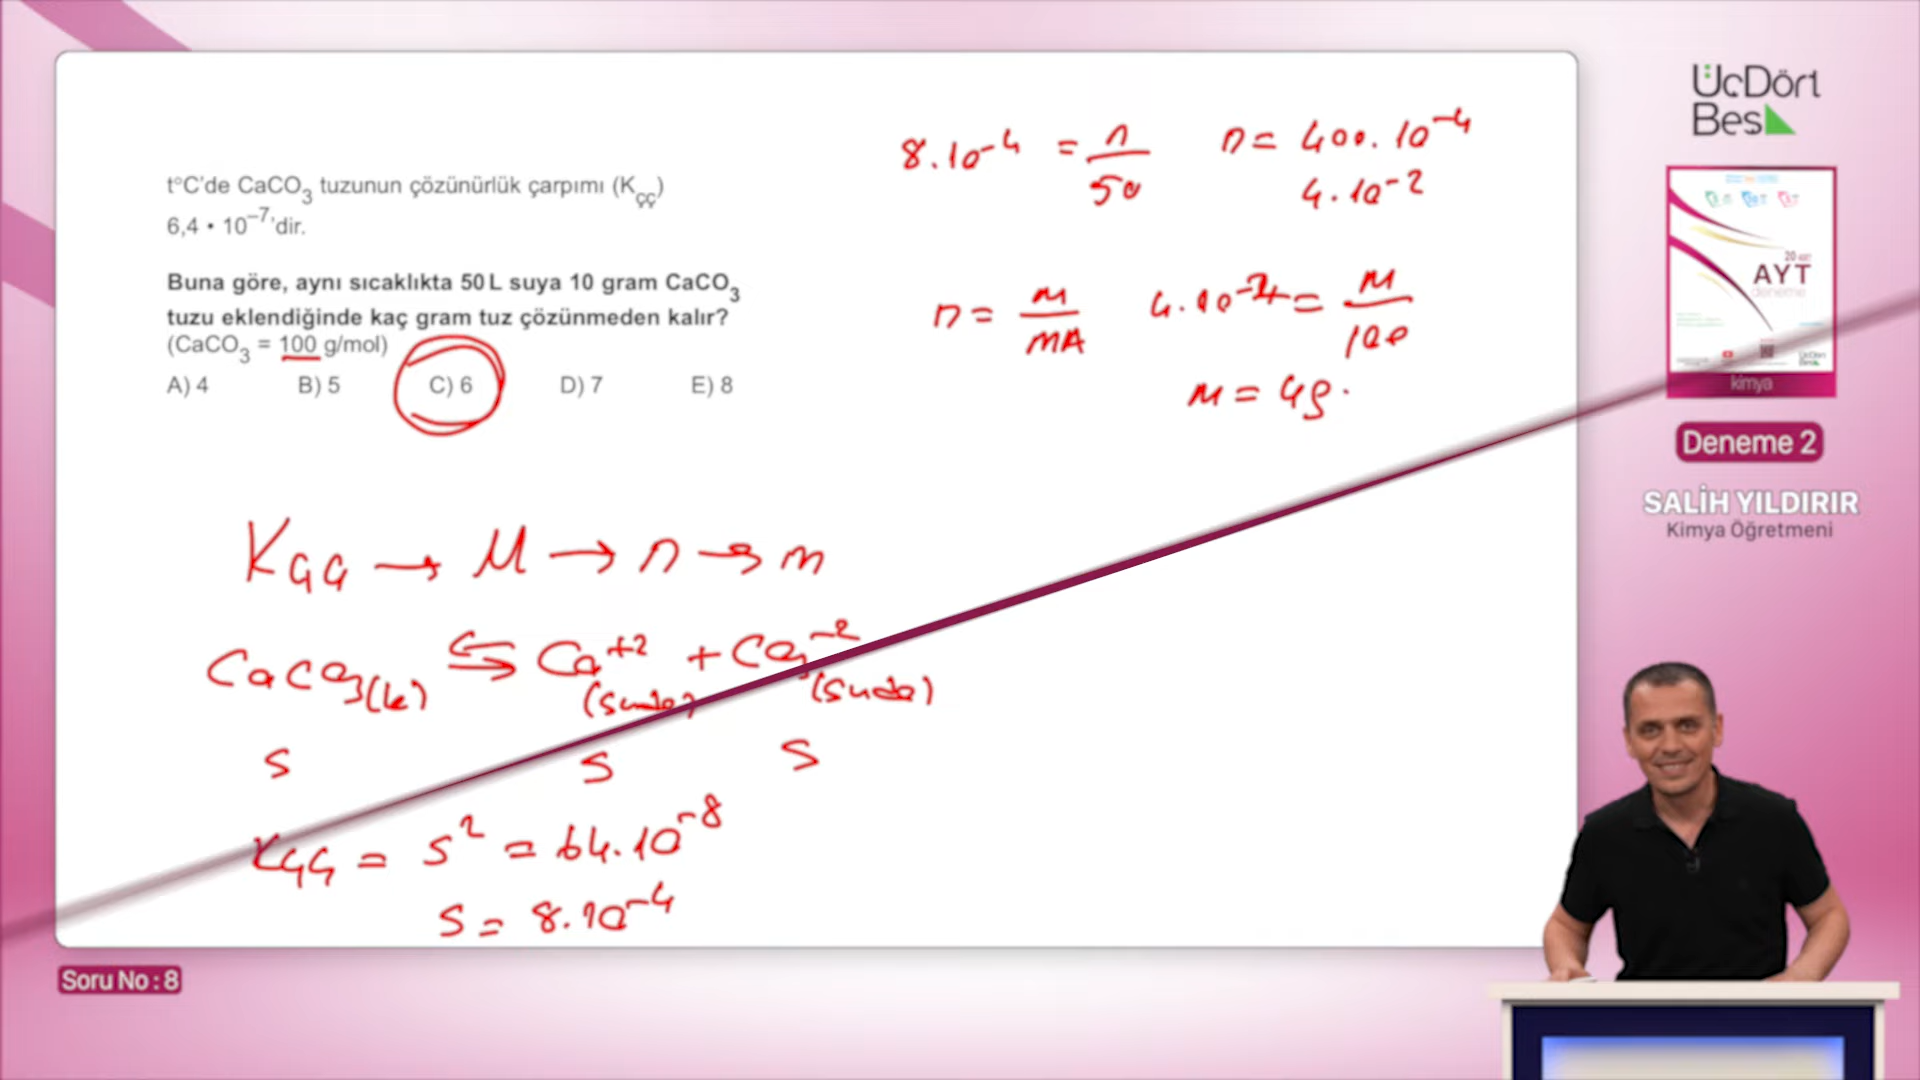 t°C'de CaCO₃ tuzunun çözünürlük çarpımı (Kçç)
6,4 • 10⁻⁷'dir.
Buna göre, aynı sıcaklıkta 50 L suya 10 gram CaCO₃
tuzu eklendiğinde kaç gram tuz çözünmeden kalır?
(CaCO₃ = 100 g/mol)
A) 4 B) 5 C) 6 D) 7 E) 8
Kçç → M → n → m
CaCO₃(k) ⇌ Ca⁺² (suda) + CO₃⁻² (suda)
s s s
Kçç = s² = 64.10⁻⁸
s = 8.10⁻⁴
8.10⁻⁴ = n/50 n = 400.10⁻⁴
4.10⁻²
n = m/mA 4.10⁻² = m/100
m = 4g.
ÜçDört
Beş
AYT
deneme
kimya
Deneme 2
SALİH YILDIRIR
Kimya Öğretmeni
Soru No : 8